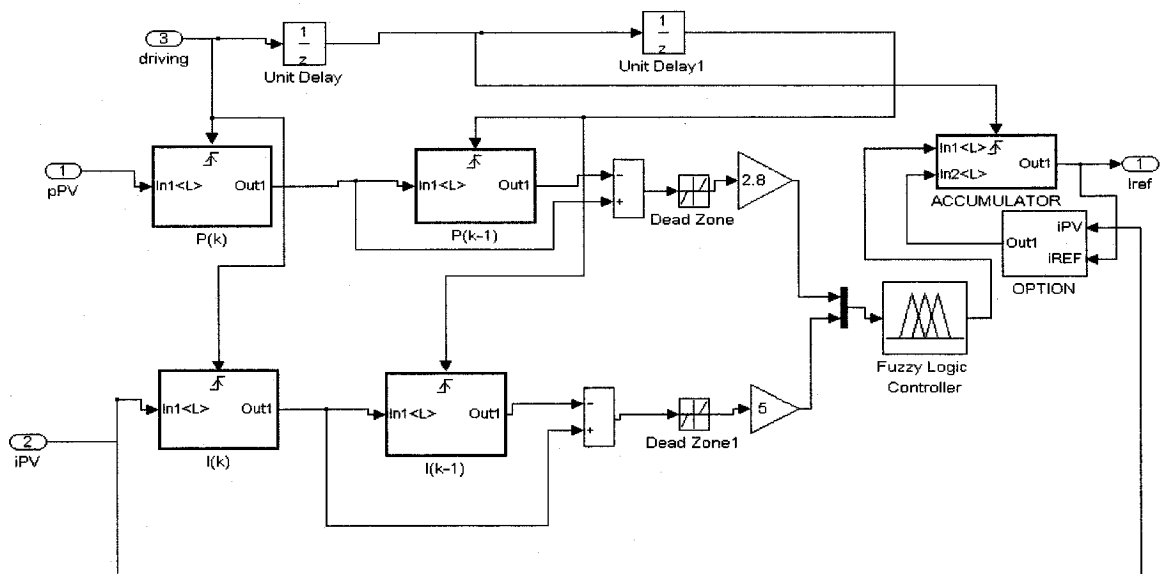 3
driving
1
z
Unit Delay
1
z
Unit Delay1
1
pPV
In1<L>
Out1
P(k)
In1<L>
Out1
P(k-1)
-
+
Dead Zone
2.8
In1<L>
In2<L>
Out1
ACCUMULATOR
1
Iref
iPV
Out1
iREF
OPTION
Fuzzy Logic
Controller
2
iPV
In1<L>
Out1
I(k)
In1<L>
Out1
I(k-1)
-
+
Dead Zone1
5